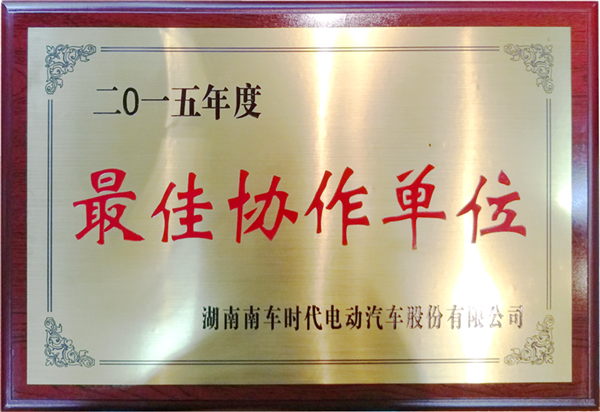 二0一五年度
最佳协作单位
湖南南车时代电动汽车股份有限公司